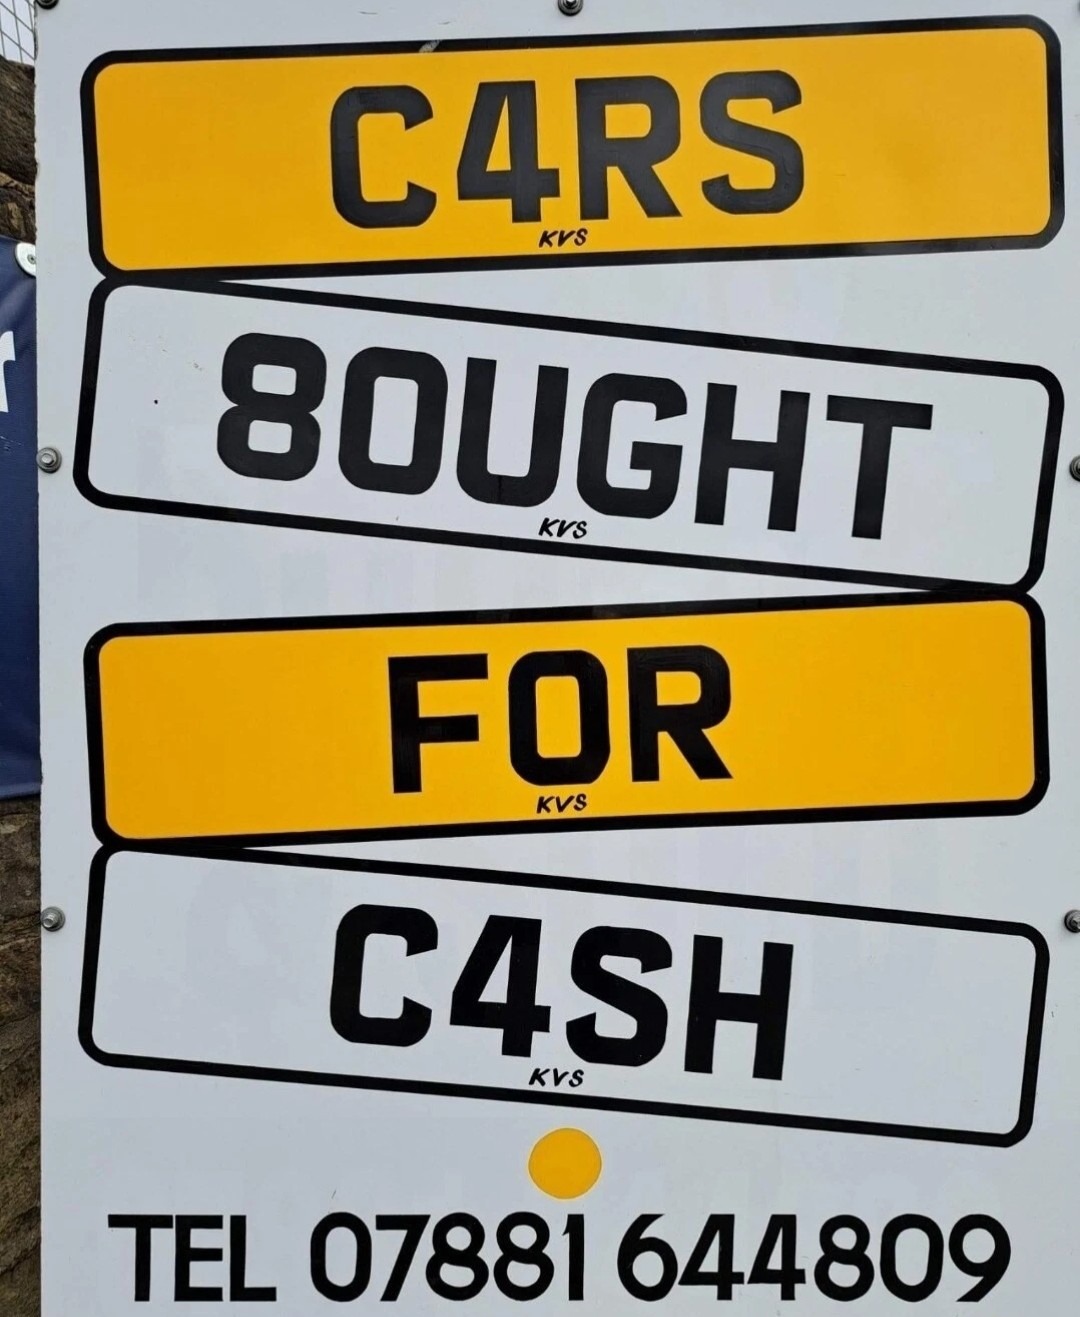 C4RS
KVS
8OUGHT
KVS
FOR
KVS
C4SH
KVS
TEL 07881 644809
r